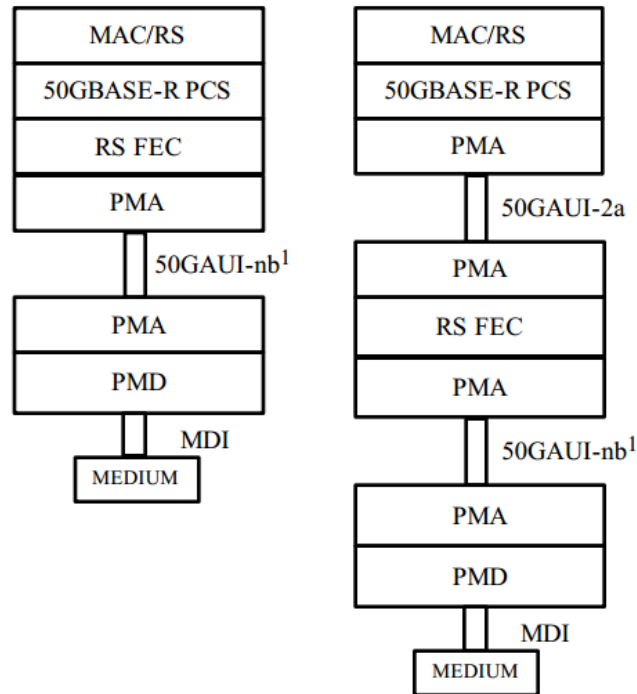 MAC/RS
50GBASE-R PCS
RS FEC
PMA
50GAUI-nb¹
PMA
PMD
MDI
MEDIUM
MAC/RS
50GBASE-R PCS
PMA
50GAUI-2a
PMA
RS FEC
PMA
50GAUI-nb¹
PMA
PMD
MDI
MEDIUM